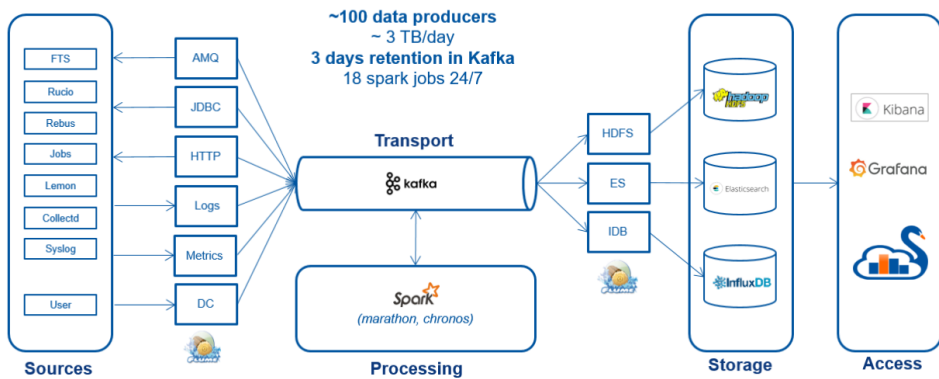 ~100 data producers
~ 3 TB/day
3 days retention in Kafka
18 spark jobs 24/7
FTS
Rucio
Rebus
Jobs
Lemon
Collectd
Syslog
User
Sources
AMQ
JDBC
HTTP
Logs
Metrics
DC
Transport
kafka
Spark
(marathon, chronos)
Processing
HDFS
ES
IDB
hadoop
HDFS
Elasticsearch
InfluxDB
Storage
Kibana
Grafana
Access